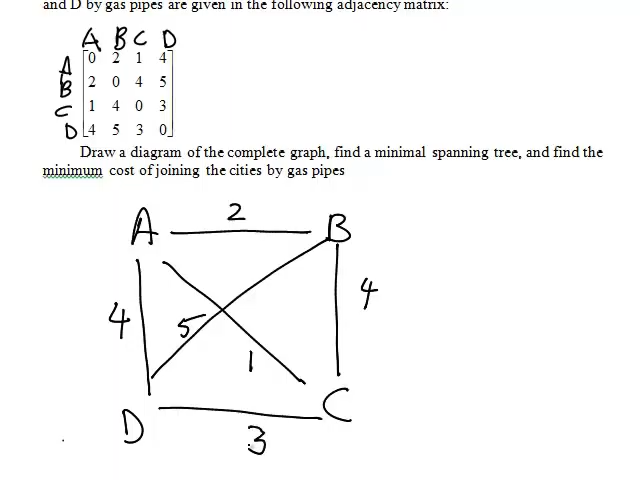 and D by gas pipes are given in the following adjacency matrix:
A B C D
A 0 2 1 4
B 2 0 4 5
C 1 4 0 3
D 4 5 3 0
Draw a diagram of the complete graph, find a minimal spanning tree, and find the
minimum cost of joining the cities by gas pipes
2
A B
4 5 4
1
D C
3